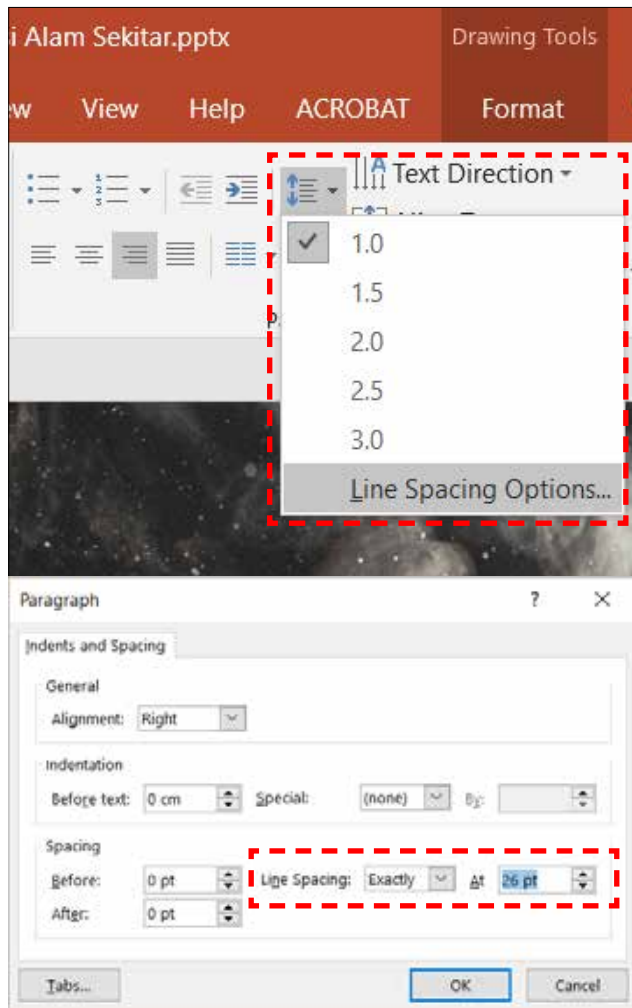 si Alam Sekitar.pptx Drawing Tools
ew View Help ACROBAT Format
Text Direction
1.0
1.5
2.0
2.5
3.0
Line Spacing Options...
Paragraph ?
Indents and Spacing
General
Alignment: Right
Indentation
Before text: 0 cm Special: (none) By:
Spacing
Before: 0 pt Line Spacing: Exactly At 26 pt
After: 0 pt
Tabs... OK Cancel